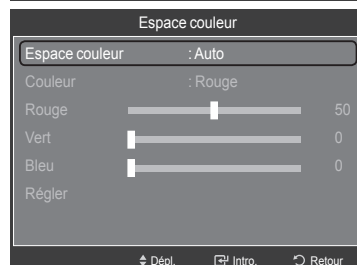 Espace couleur
Espace couleur : Auto
Couleur : Rouge
Rouge 50
Vert 0
Bleu 0
Régler
Dépl. Intro. Retour